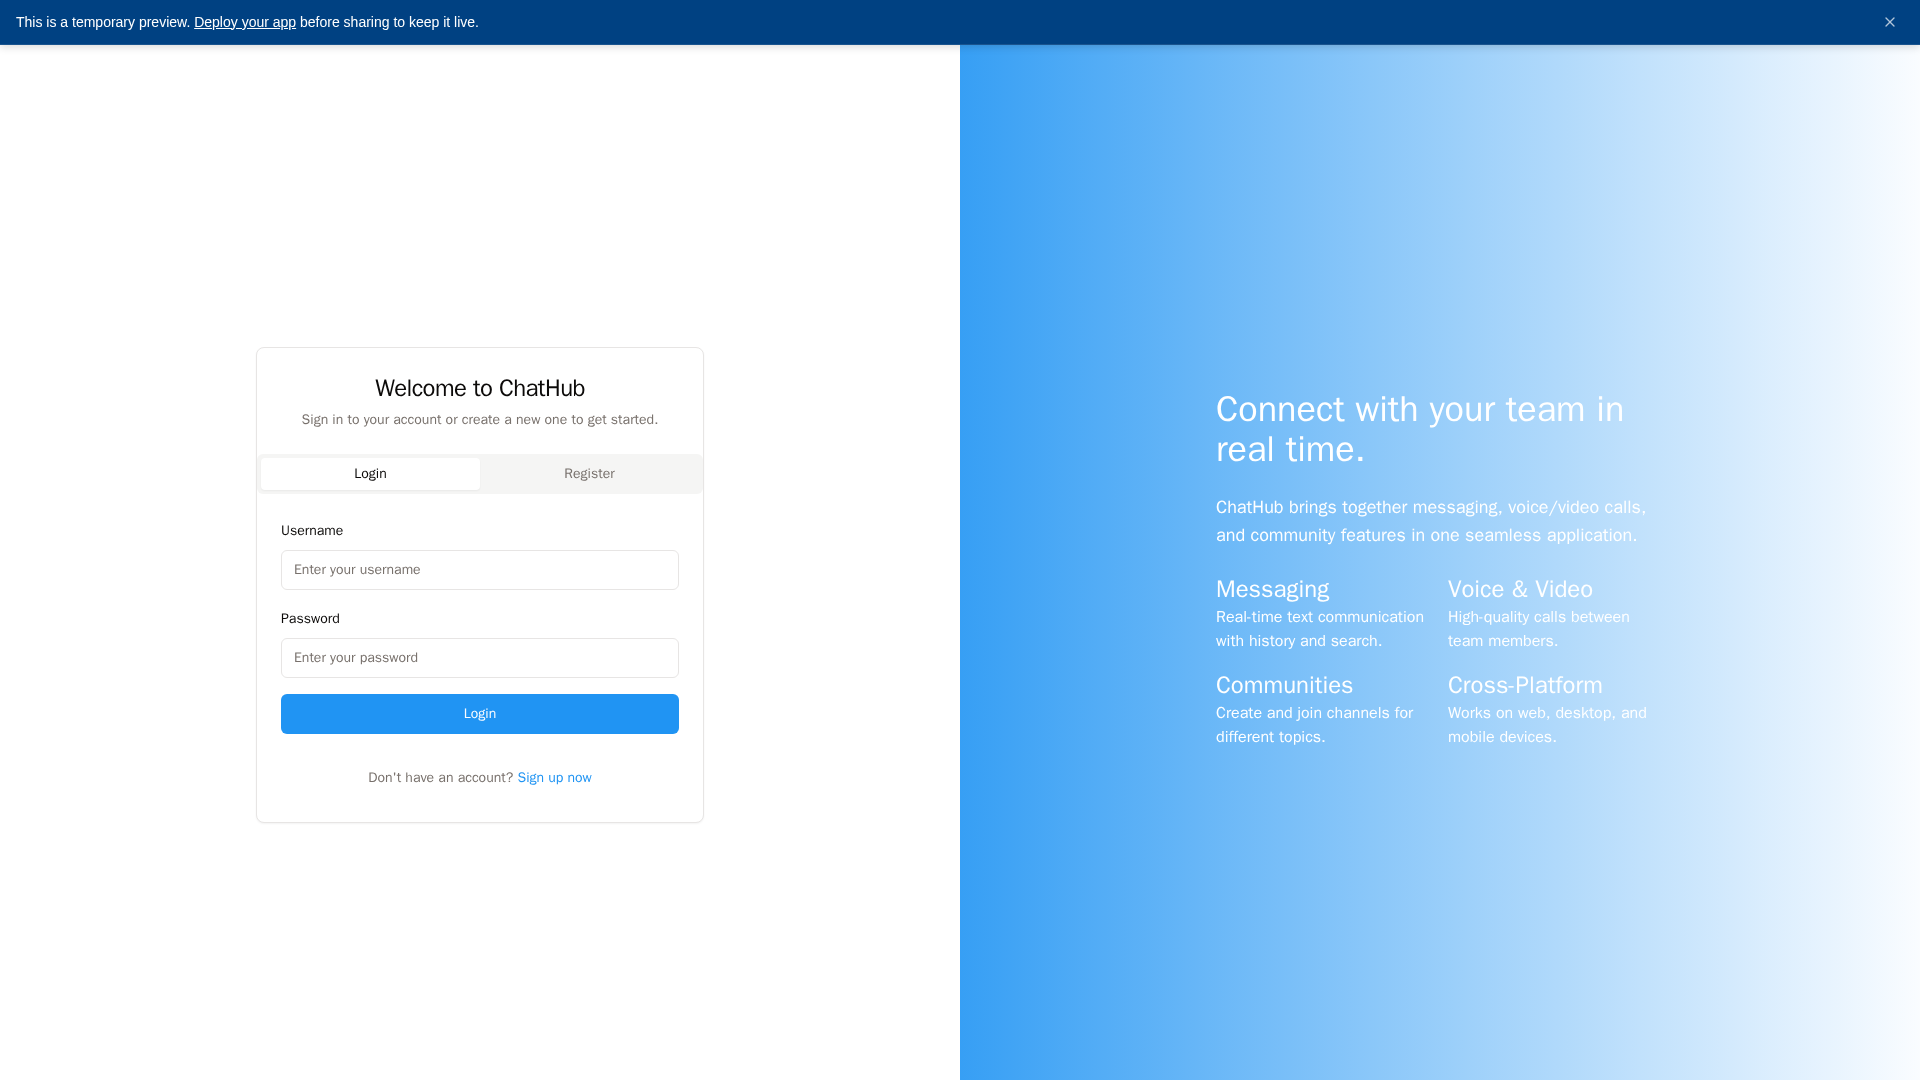 This is a temporary preview. Deploy your app before sharing to keep it live.
Welcome to ChatHub
Sign in to your account or create a new one to get started.
Login
Register
Username
Enter your username
Password
Enter your password
Login
Don't have an account? Sign up now
Connect with your team in
real time.
ChatHub brings together messaging, voice/video calls,
and community features in one seamless application.
Messaging
Real-time text communication
with history and search.
Voice & Video
High-quality calls between
team members.
Communities
Create and join channels for
different topics.
Cross-Platform
Works on web, desktop, and
mobile devices.